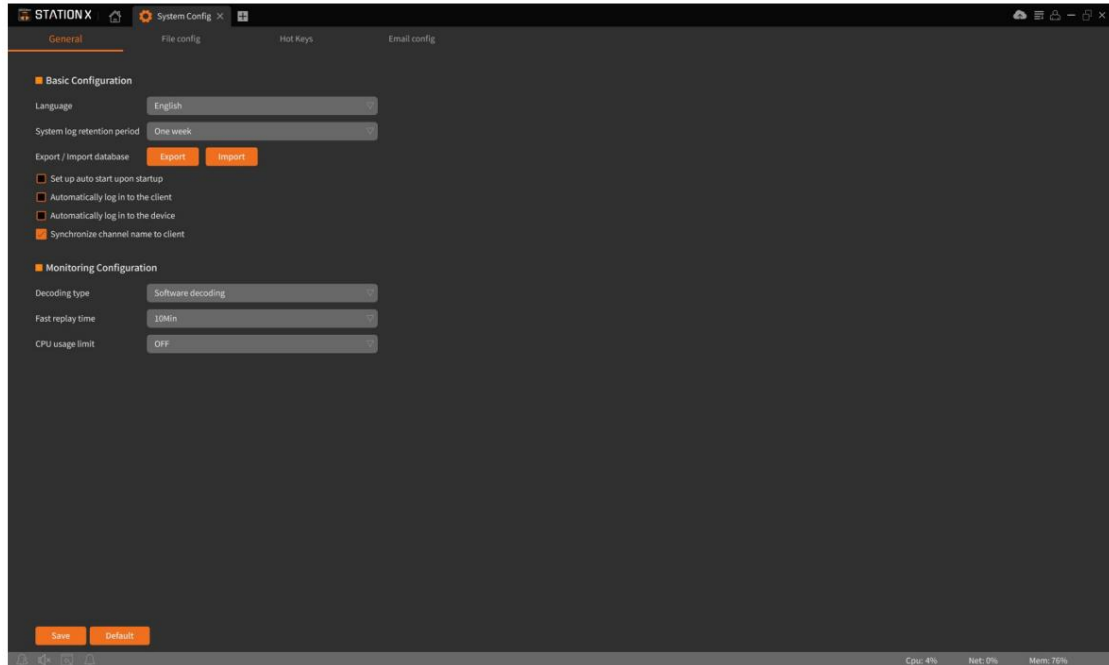 STATION X System Config
General File config Hot Keys Email config
Basic Configuration
Language English
System log retention period One week
Export / Import database Export Import
Set up auto start upon startup
Automatically log in to the client
Automatically log in to the device
Synchronize channel name to client
Monitoring Configuration
Decoding type Software decoding
Fast replay time 10Min
CPU usage limit OFF
Save Default
Cpu: 4% Net: 0% Mem: 76%